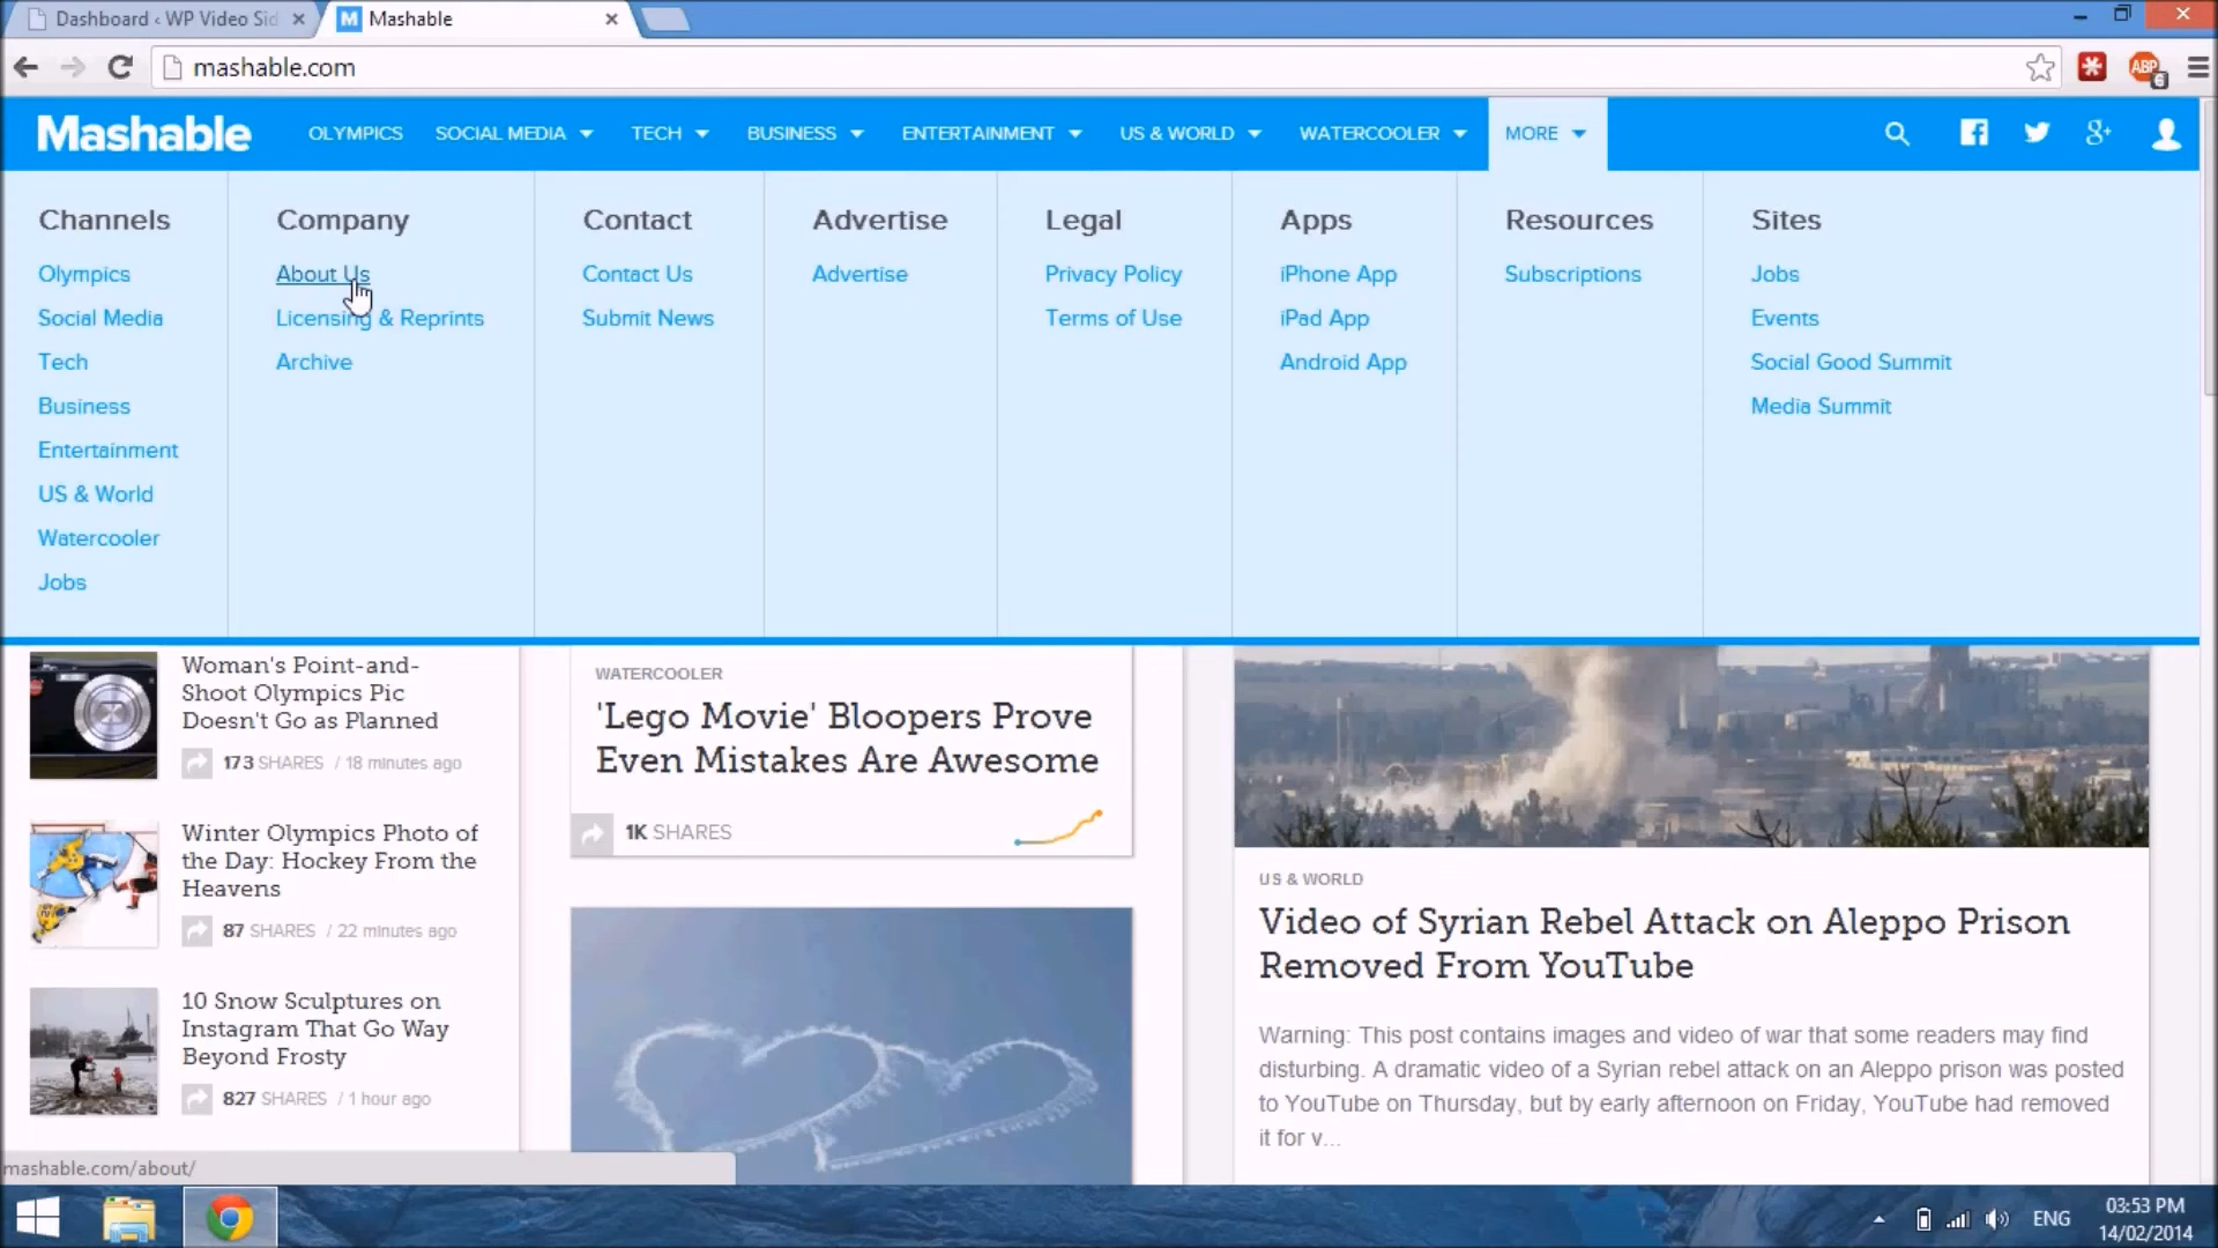 Dashboard ‹ WP Video Sid
Mashable
mashable.com
ABP
6
Mashable
OLYMPICS
SOCIAL MEDIA
TECH
BUSINESS
ENTERTAINMENT
US & WORLD
WATERCOOLER
MORE
Channels
Olympics
Social Media
Tech
Business
Entertainment
US & World
Watercooler
Jobs
Company
About Us
Licensing & Reprints
Archive
Contact
Contact Us
Submit News
Advertise
Advertise
Legal
Privacy Policy
Terms of Use
Apps
iPhone App
iPad App
Android App
Resources
Subscriptions
Sites
Jobs
Events
Social Good Summit
Media Summit
Woman's Point-and-
Shoot Olympics Pic
Doesn't Go as Planned
173 SHARES / 18 minutes ago
Winter Olympics Photo of
the Day: Hockey From the
Heavens
87 SHARES / 22 minutes ago
10 Snow Sculptures on
Instagram That Go Way
Beyond Frosty
827 SHARES / 1 hour ago
WATERCOOLER
'Lego Movie' Bloopers Prove
Even Mistakes Are Awesome
1K SHARES
US & WORLD
Video of Syrian Rebel Attack on Aleppo Prison
Removed From YouTube
Warning: This post contains images and video of war that some readers may find
disturbing. A dramatic video of a Syrian rebel attack on an Aleppo prison was posted
to YouTube on Thursday, but by early afternoon on Friday, YouTube had removed
it for v...
mashable.com/about/
ENG
03:53 PM
14/02/2014